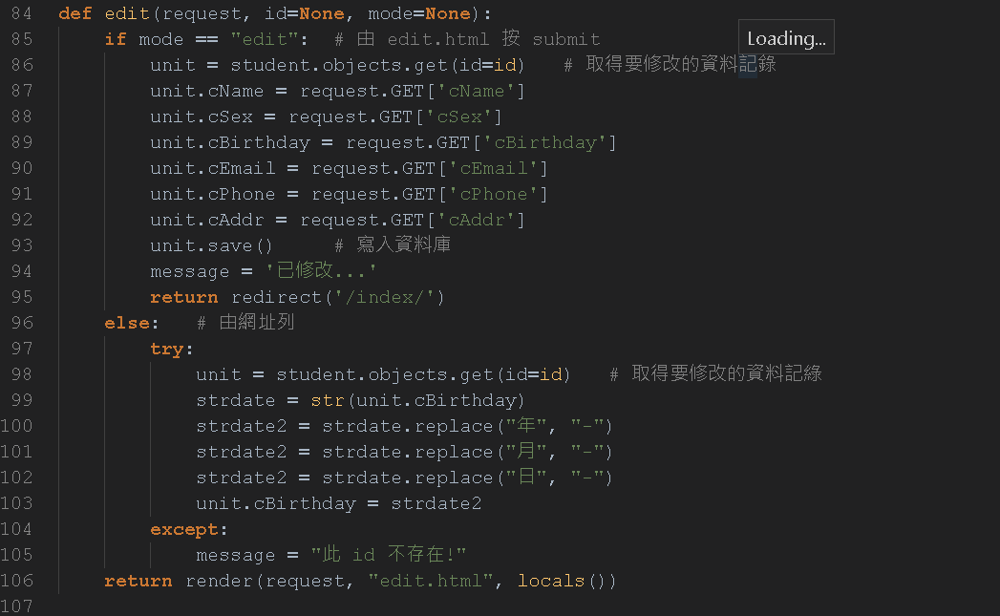 84 def edit(request, id=None, mode=None):
85 if mode == "edit": # 由 edit.html 按 submit
Loading...
86 unit = student.objects.get(id=id) # 取得要修改的資料記錄
87 unit.cName = request.GET['cName']
88 unit.cSex = request.GET['cSex']
89 unit.cBirthday = request.GET['cBirthday']
90 unit.cEmail = request.GET['cEmail']
91 unit.cPhone = request.GET['cPhone']
92 unit.cAddr = request.GET['cAddr']
93 unit.save() # 寫入資料庫
94 message = '已修改...'
95 return redirect('/index/')
96 else: # 由網址列
97 try:
98 unit = student.objects.get(id=id) # 取得要修改的資料記錄
99 strdate = str(unit.cBirthday)
100 strdate2 = strdate.replace("年", "-")
101 strdate2 = strdate.replace("月", "-")
102 strdate2 = strdate.replace("日", "-")
103 unit.cBirthday = strdate2
104 except:
105 message = "此 id 不存在!"
106 return render(request, "edit.html", locals())
107